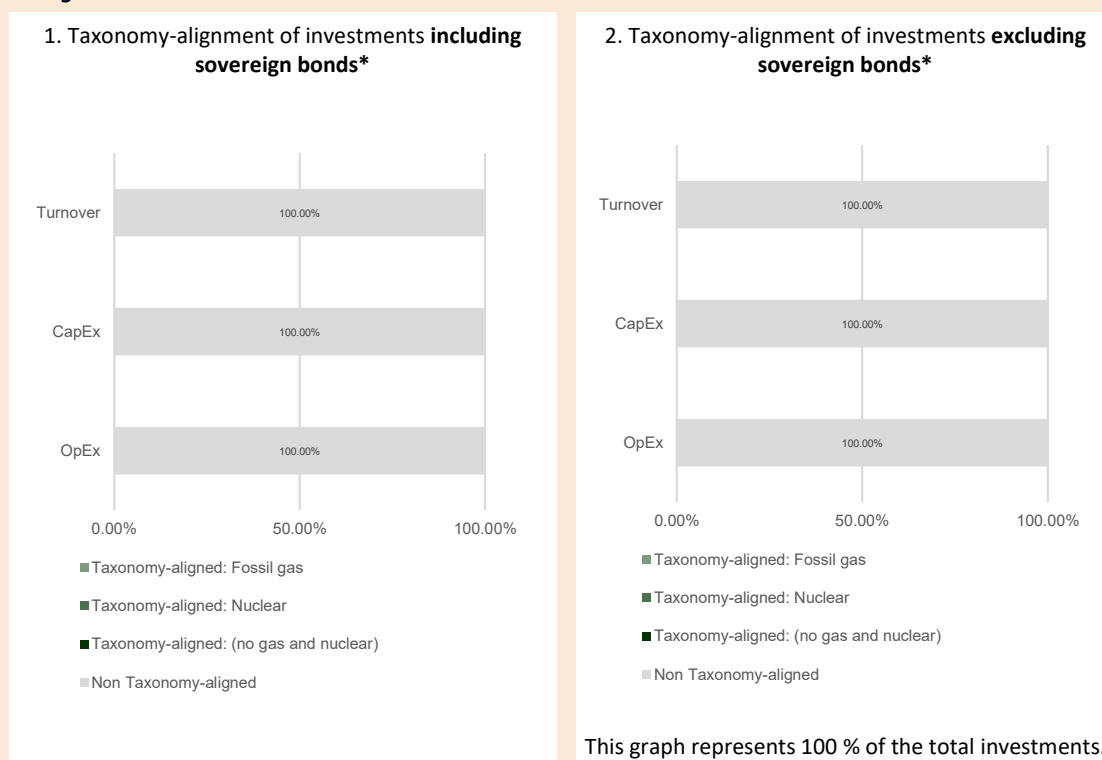 1. Taxonomy-alignment of investments including
sovereign bonds*
Turnover
100.00%
CapEx
100.00%
OpEx
100.00%
0.00% 50.00% 100.00%
Taxonomy-aligned: Fossil gas
Taxonomy-aligned: Nuclear
Taxonomy-aligned: (no gas and nuclear)
Non Taxonomy-aligned
2. Taxonomy-alignment of investments excluding
sovereign bonds*
Turnover
100.00%
CapEx
100.00%
OpEx
100.00%
0.00% 50.00% 100.00%
Taxonomy-aligned: Fossil gas
Taxonomy-aligned: Nuclear
Taxonomy-aligned: (no gas and nuclear)
Non Taxonomy-aligned
This graph represents 100 % of the total investments.